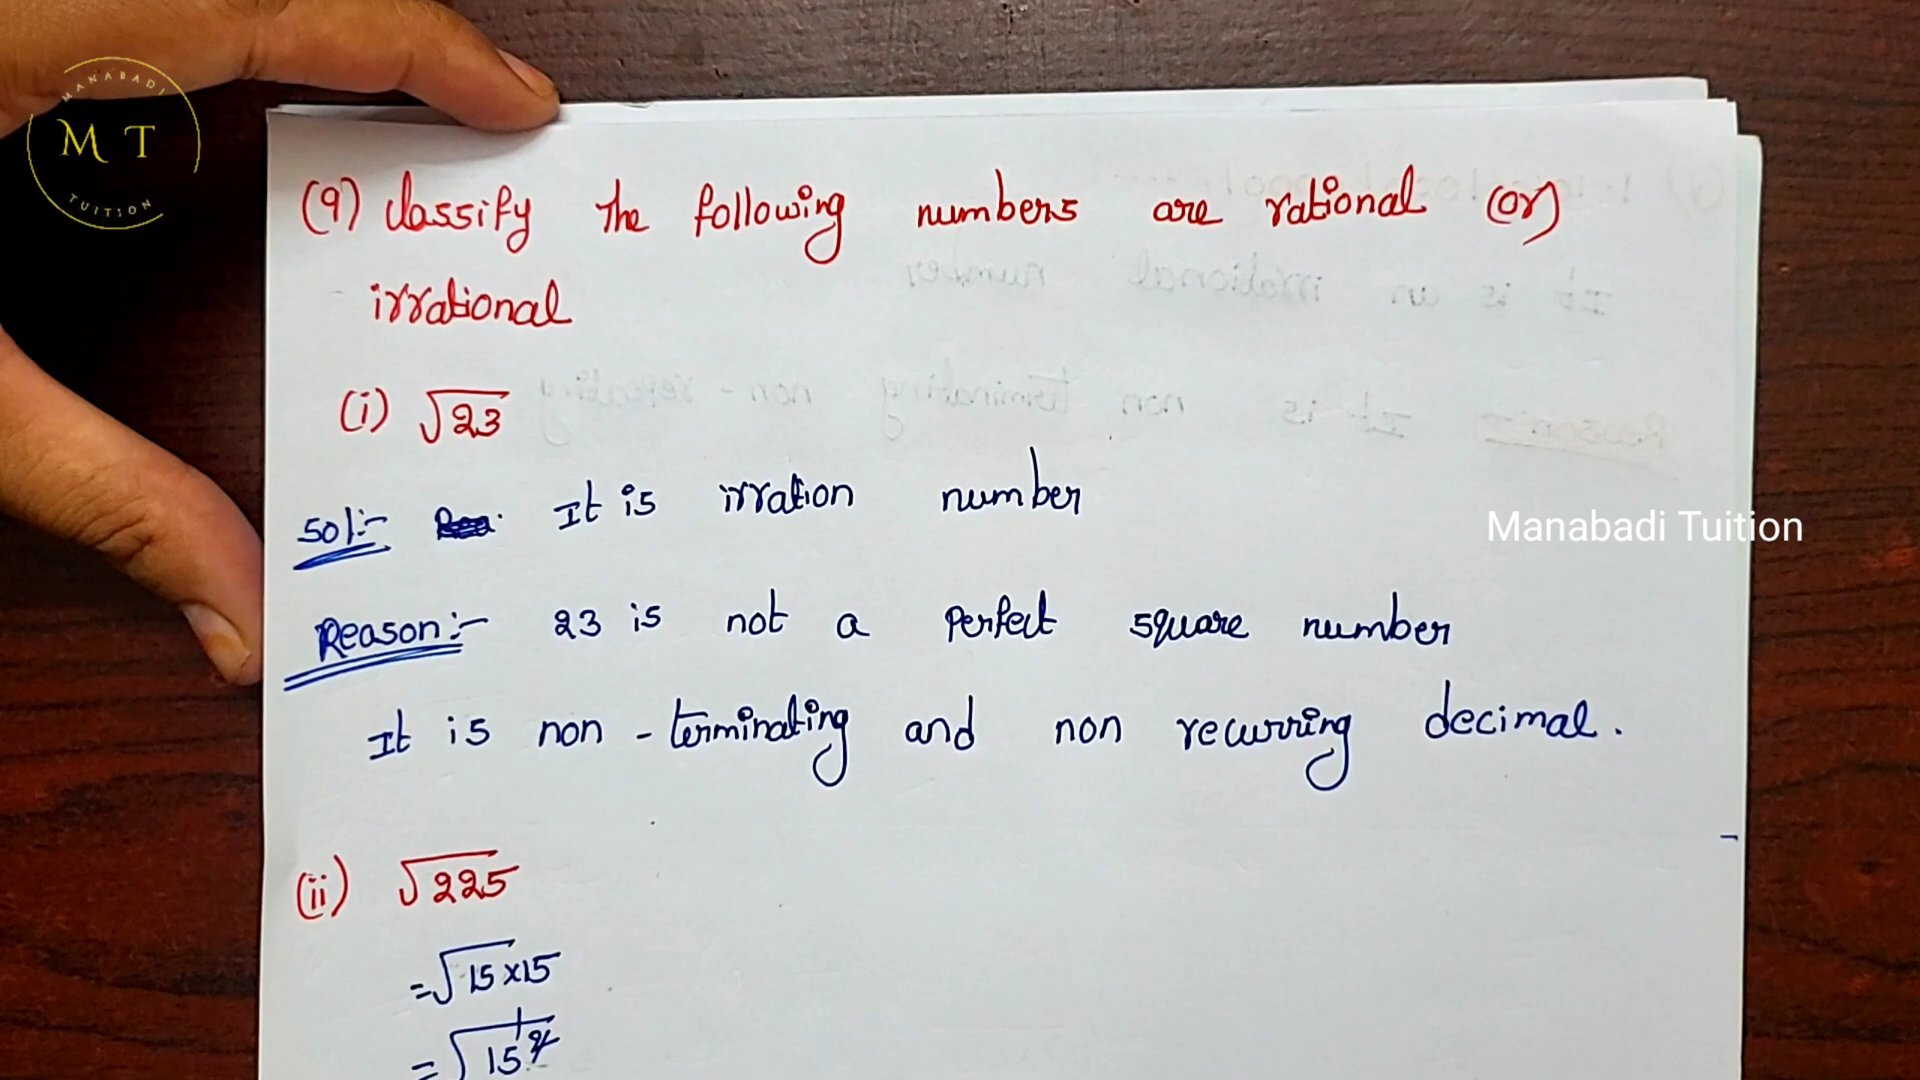 MANABADI
M T
TUITION
(9) classify the following numbers are rational (or)
irrational
(i) √23
Sol:- It is irration number
Manabadi Tuition
Reason:- 23 is not a perfect square number
It is non-terminating and non recurring decimal.
(ii) √225
=√15×15
=√15²